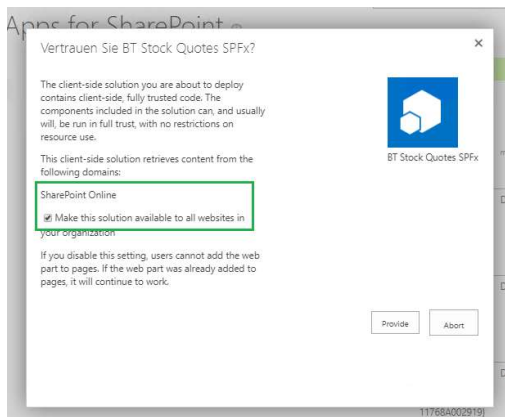 Apps for SharePoint
Vertrauen Sie BT Stock Quotes SPFx?
The client-side solution you are about to deploy
contains client-side, fully trusted code. The
components included in the solution can, and usually
will, be run in full trust, with no restrictions on
resource use.
BT Stock Quotes SPFx
This client-side solution retrieves content from the
following domains:
SharePoint Online
Make this solution available to all websites in
your organization
If you disable this setting, users cannot add the web
part to pages. If the web part was already added to
pages, it will continue to work.
Provide
Abort
11768A002919)